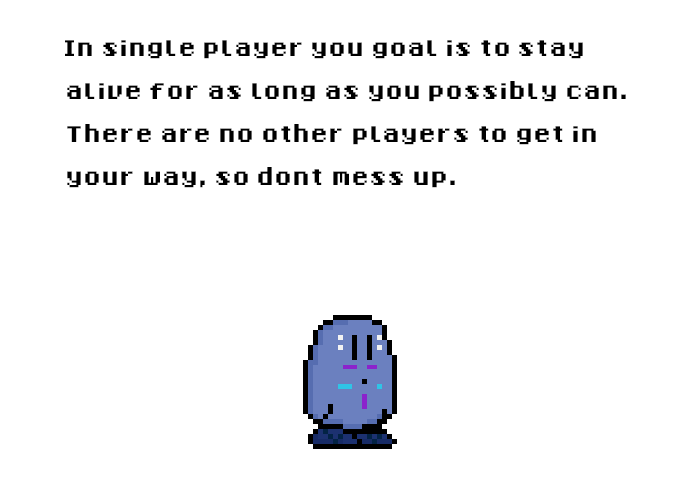 In single player you goal is to stay
alive for as long as you possibly can.
There are no other players to get in
your way, so dont mess up.